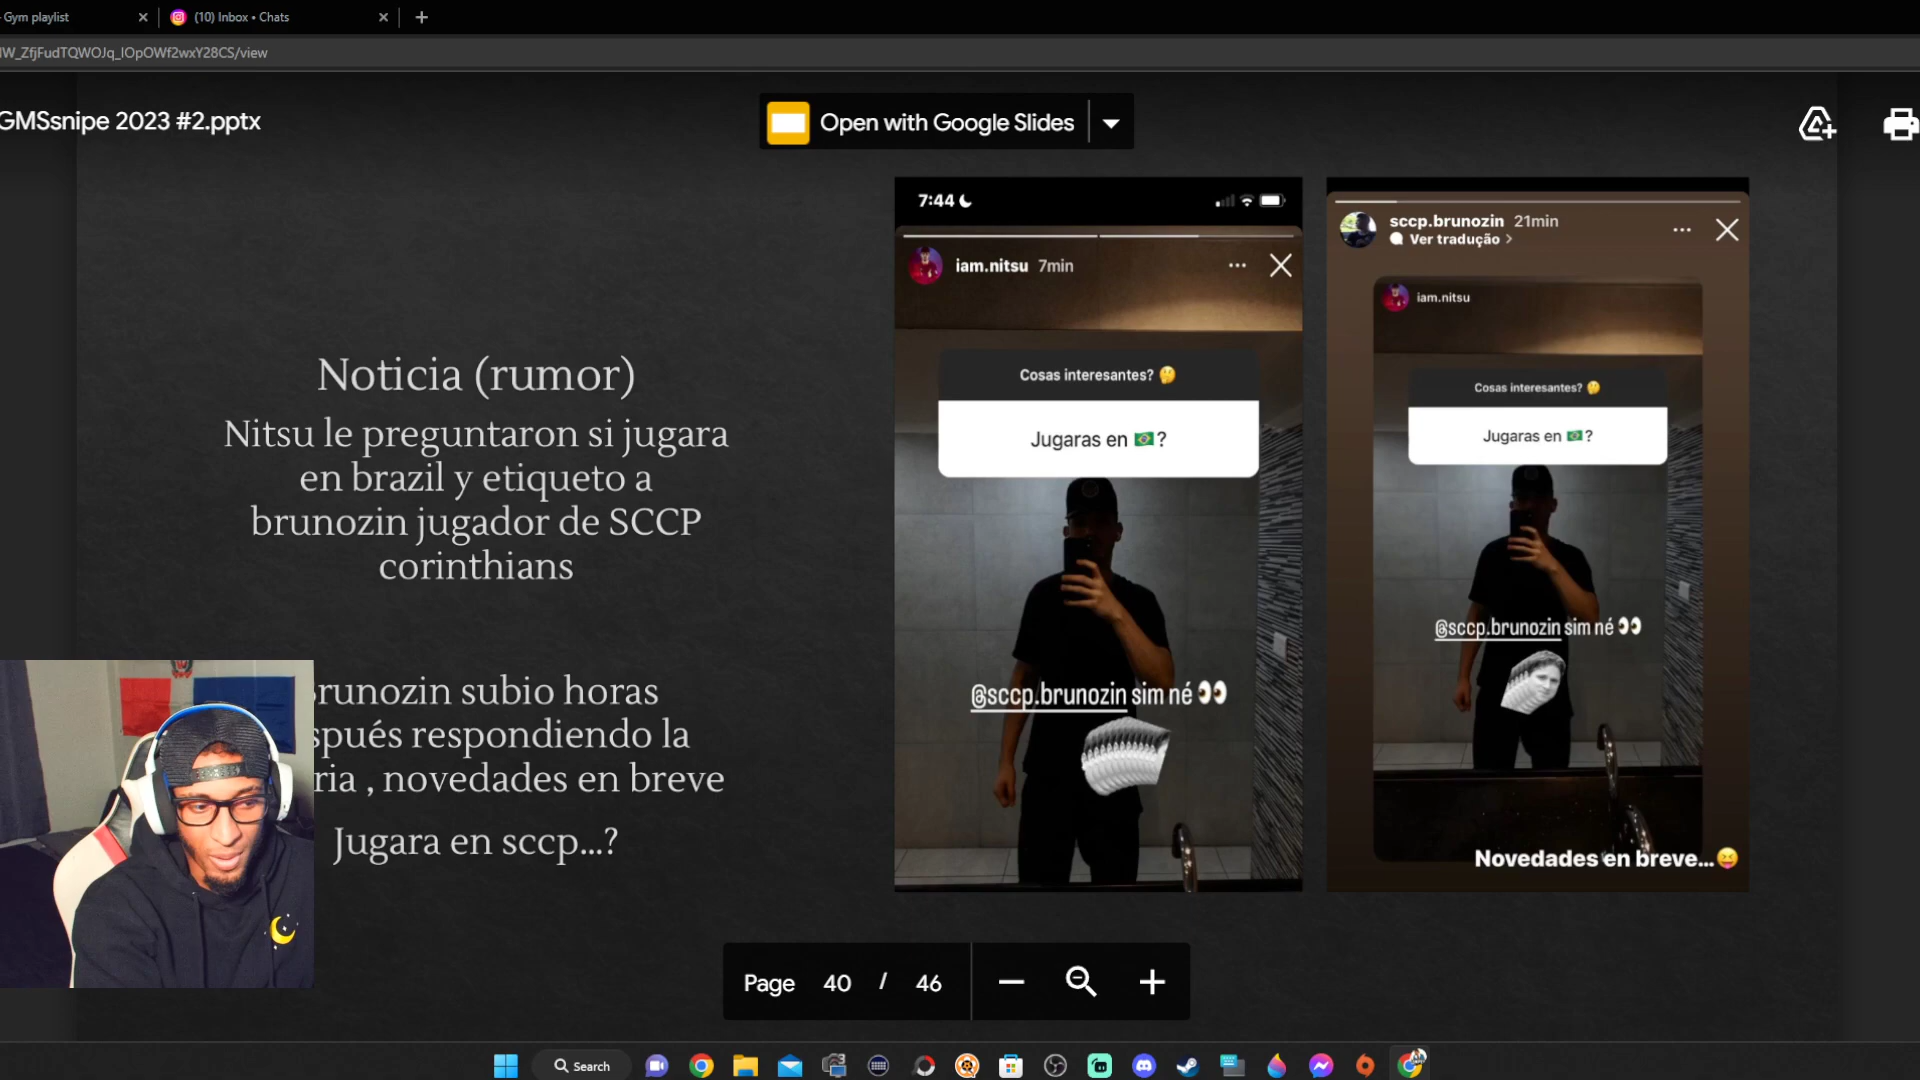 Gym playlist
(10) Inbox • Chats
W_ZfjFudTQWOJq_IOpOWf2wxY28CS/view
GMSsnipe 2023 #2.pptx
Open with Google Slides
Noticia (rumor)
Nitsu le preguntaron si jugara
en brazil y etiqueto a
brunozin jugador de SCCP
corinthians
runozin subio horas
spués respondiendo la
ria , novedades en breve
Jugara en sccp...?
7:44
iam.nitsu 7min
Cosas interesantes? 🤔
Jugaras en 🇧🇷?
@sccp.brunozin sim né 👀
sccp.brunozin 21min
Ver tradução >
iam.nitsu
Cosas interesantes? 🤔
Jugaras en 🇧🇷?
@sccp.brunozin sim né 👀
Novedades en breve...😝
Page 40 / 46
Search